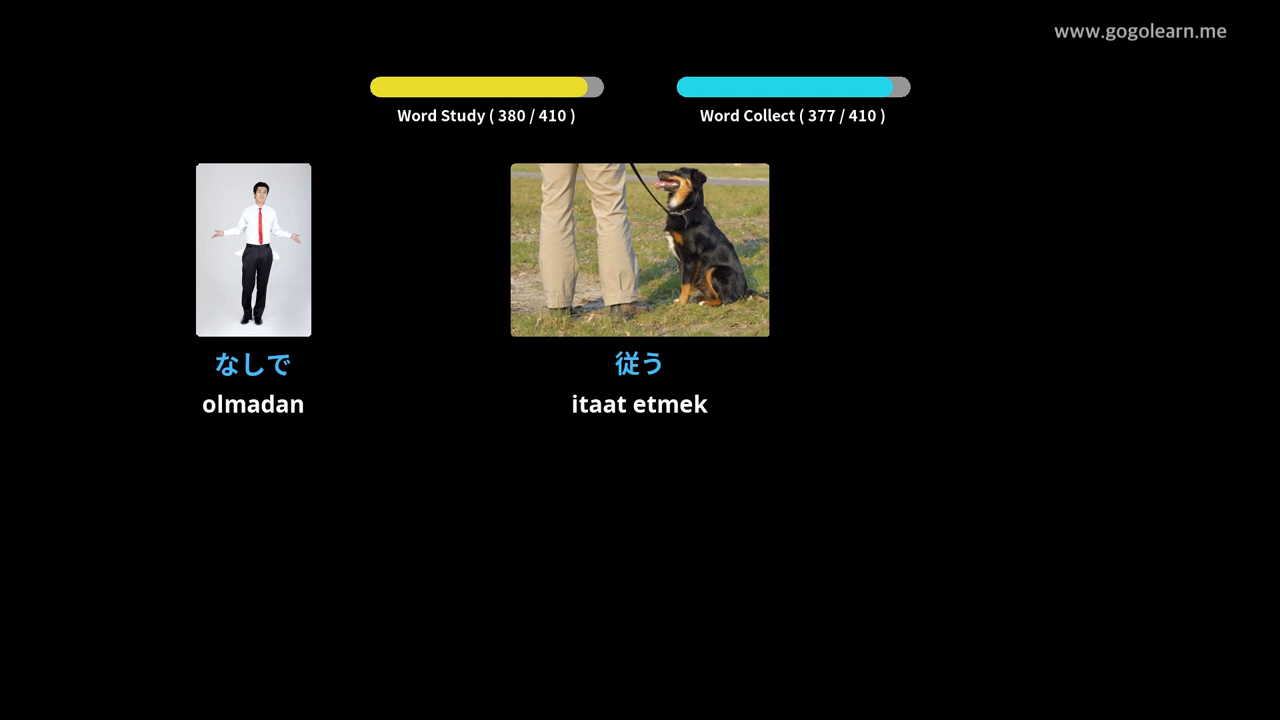 www.gogolearn.me
Word Study ( 380 / 410 )
Word Collect ( 377 / 410 )
なしで
olmadan
従う
itaat etmek